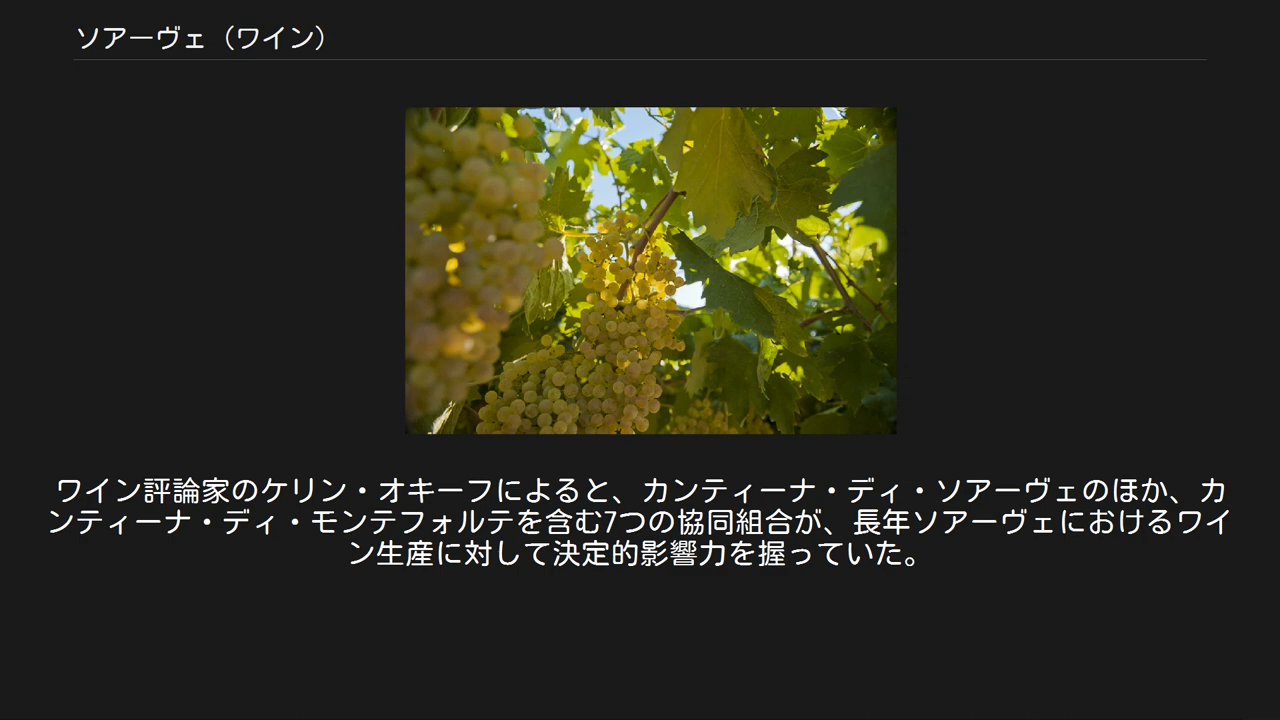 ソアーヴェ（ワイン）
ワイン評論家のケリン・オキーフによると、カンティーナ・ディ・ソアーヴェのほか、カ
ンティーナ・ディ・モンテフォルテを含む7つの協同組合が、長年ソアーヴェにおけるワイ
ン生産に対して決定的影響力を握っていた。